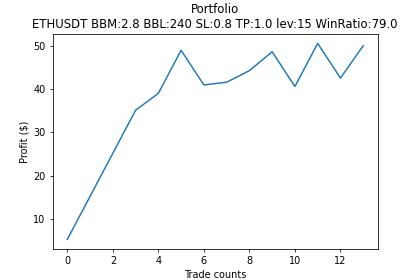 Portfolio
ETHUSDT BBM:2.8 BBL:240 SL:0.8 TP:1.0 lev:15 WinRatio:79.0
50
40
30
20
10
Profit ($)
0 2 4 6 8 10 12
Trade counts